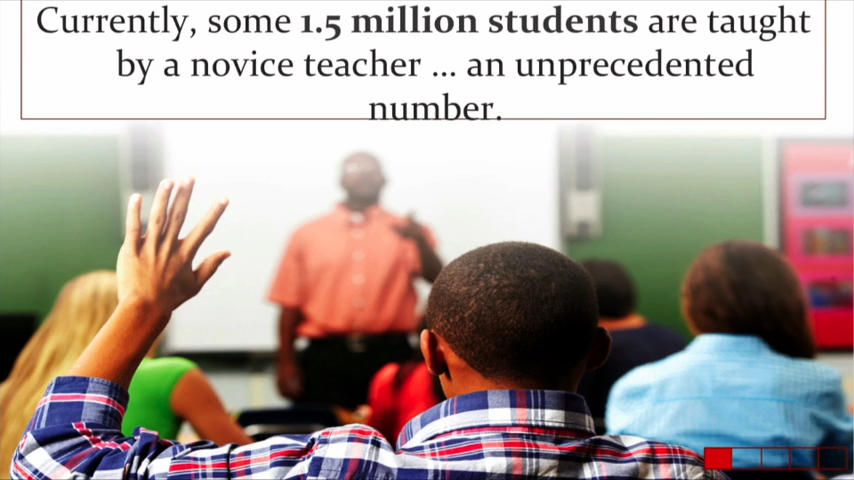 Currently, some 1.5 million students are taught
by a novice teacher ... an unprecedented
number.